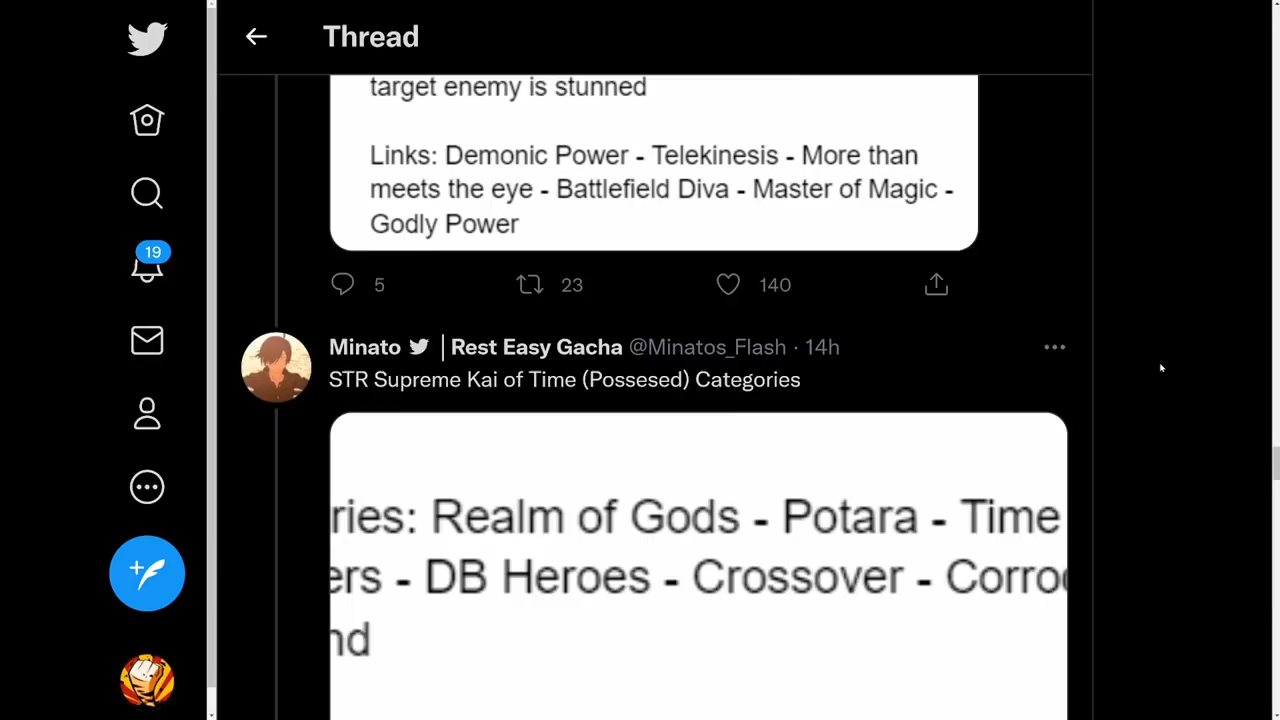 Thread
target enemy is stunned
Links: Demonic Power - Telekinesis - More than
meets the eye - Battlefield Diva - Master of Magic -
Godly Power
19
5 23 140
Minato | Rest Easy Gacha @Minatos_Flash · 14h
STR Supreme Kai of Time (Possesed) Categories
ries: Realm of Gods - Potara - Time
ers - DB Heroes - Crossover - Corro
nd